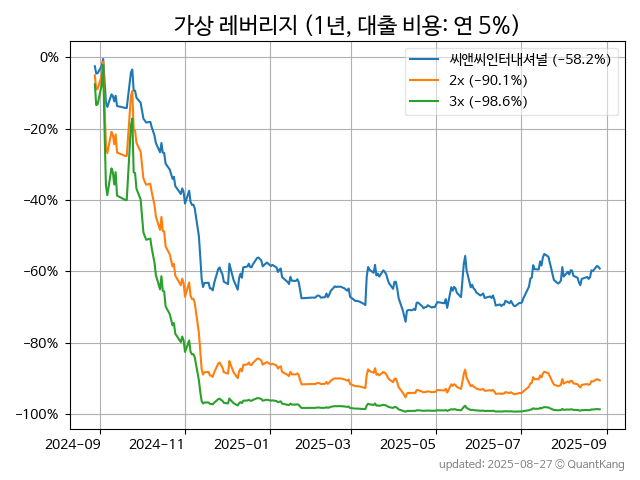 가상 레버리지 (1년, 대출 비용: 연 5%)
씨앤씨인터내셔널 (−58.2%)
2x (−90.1%)
3x (−98.6%)
0%
−20%
−40%
−60%
−80%
−100%
2024-09 2024-11 2025-01 2025-03 2025-05 2025-07 2025-09
updated: 2025-08-27 © QuantKang